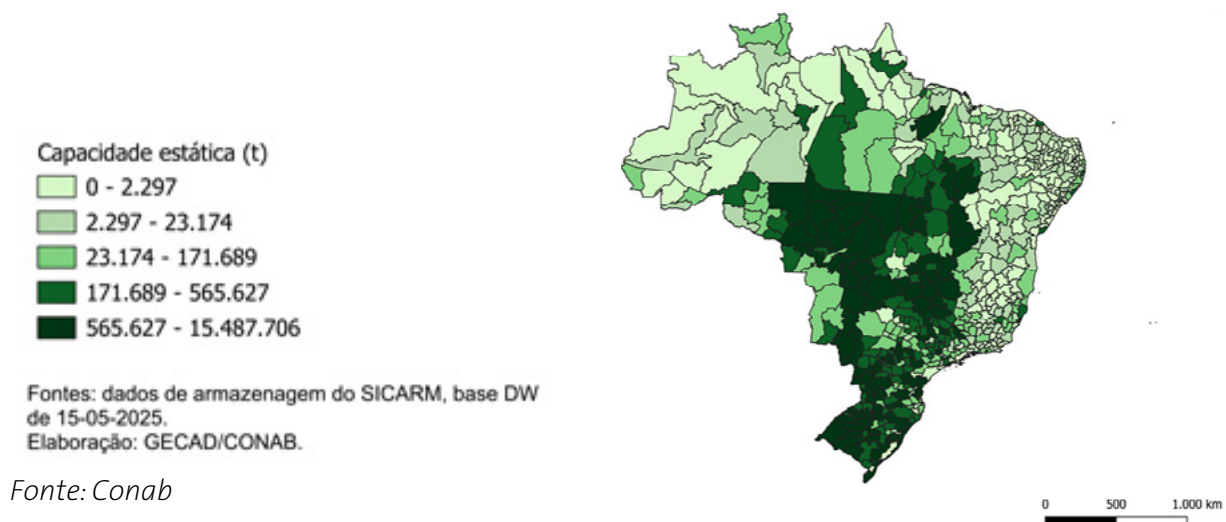 Capacidade estática (t)
0 - 2.297
2.297 - 23.174
23.174 - 171.689
171.689 - 565.627
565.627 - 15.487.706
Fontes: dados de armazenagem do SICARM, base DW
de 15-05-2025.
Elaboração: GECAD/CONAB.
Fonte: Conab
0 500 1.000 km